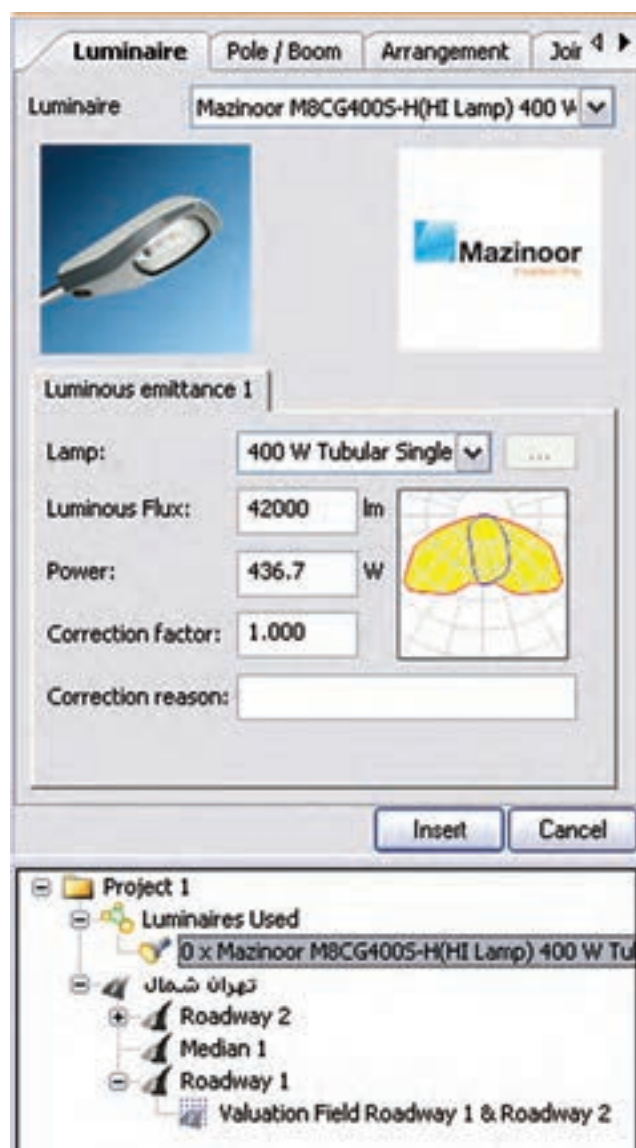 Luminaire Pole / Boom Arrangement Joir
Luminaire Mazinoor M8CG400S-H(HI Lamp) 400 W
Mazinoor
Luminous emittance 1
Lamp: 400 W Tubular Single ...
Luminous Flux: 42000 lm
Power: 436.7 W
Correction factor: 1.000
Correction reason:
Insert Cancel
Project 1
Luminaires Used
0 x Mazinoor M8CG400S-H(HI Lamp) 400 W Tu
تهران شمال
Roadway 2
Median 1
Roadway 1
Valuation Field Roadway 1 & Roadway 2